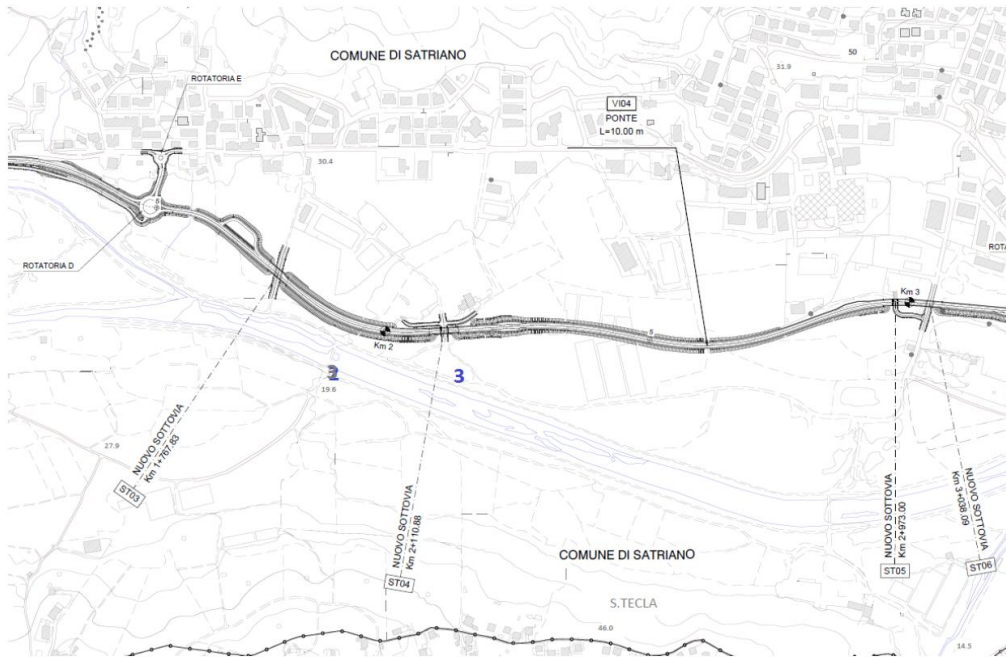 COMUNE DI SATRIANO
50
31.9
ROTATORIA E
VI04
PONTE
L=10.00 m
30.4
ROTATORIA D
Km 3
5
Km 2
3
19.6
27.9
NUOVO SOTTOVIA
Km 1+767.83
ST03
NUOVO SOTTOVIA
Km 2+110.88
ST04
NUOVO SOTTOVIA
Km 2+973.00
ST05
NUOVO SOTTOVIA
Km 3+038.09
ST06
COMUNE DI SATRIANO
S.TECLA
46.0
14.5